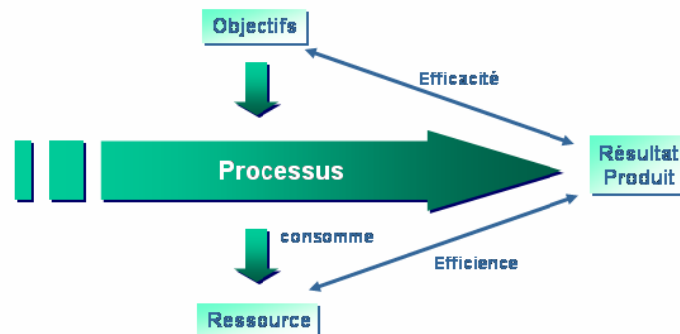 Objectifs
Efficacité
Résultat
Produit
Processus
consomme
Efficience
Ressource